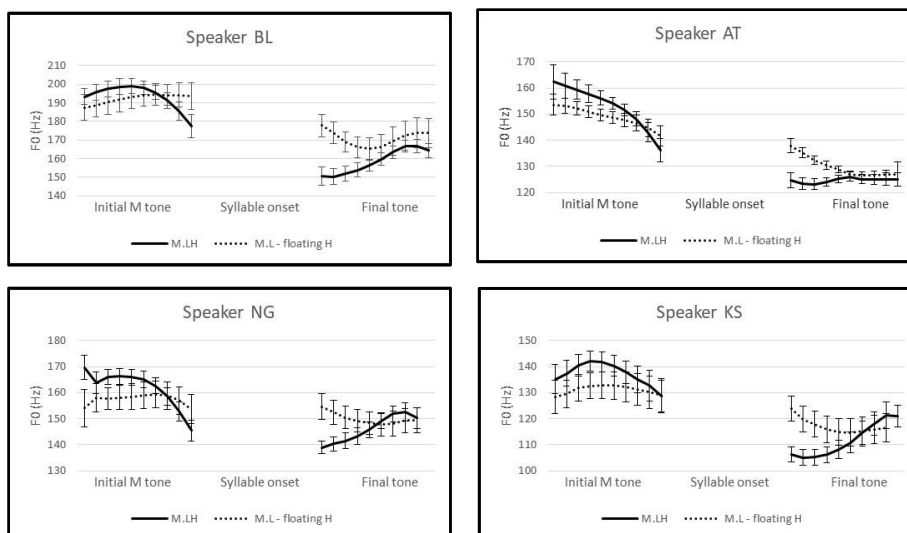 Speaker BL
210
200
190
180
170
160
150
140
F0 (Hz)
Initial M tone Syllable onset Final tone
M.LH M.L - floating H
Speaker AT
170
160
150
140
130
120
F0 (Hz)
Initial M tone Syllable onset Final tone
M.LH M.L - floating H
Speaker NG
180
170
160
150
140
130
F0 (Hz)
Initial M tone Syllable onset Final tone
M.LH M.L - floating H
Speaker KS
150
140
130
120
110
100
F0 (Hz)
Initial M tone Syllable onset Final tone
M.LH M.L - floating H